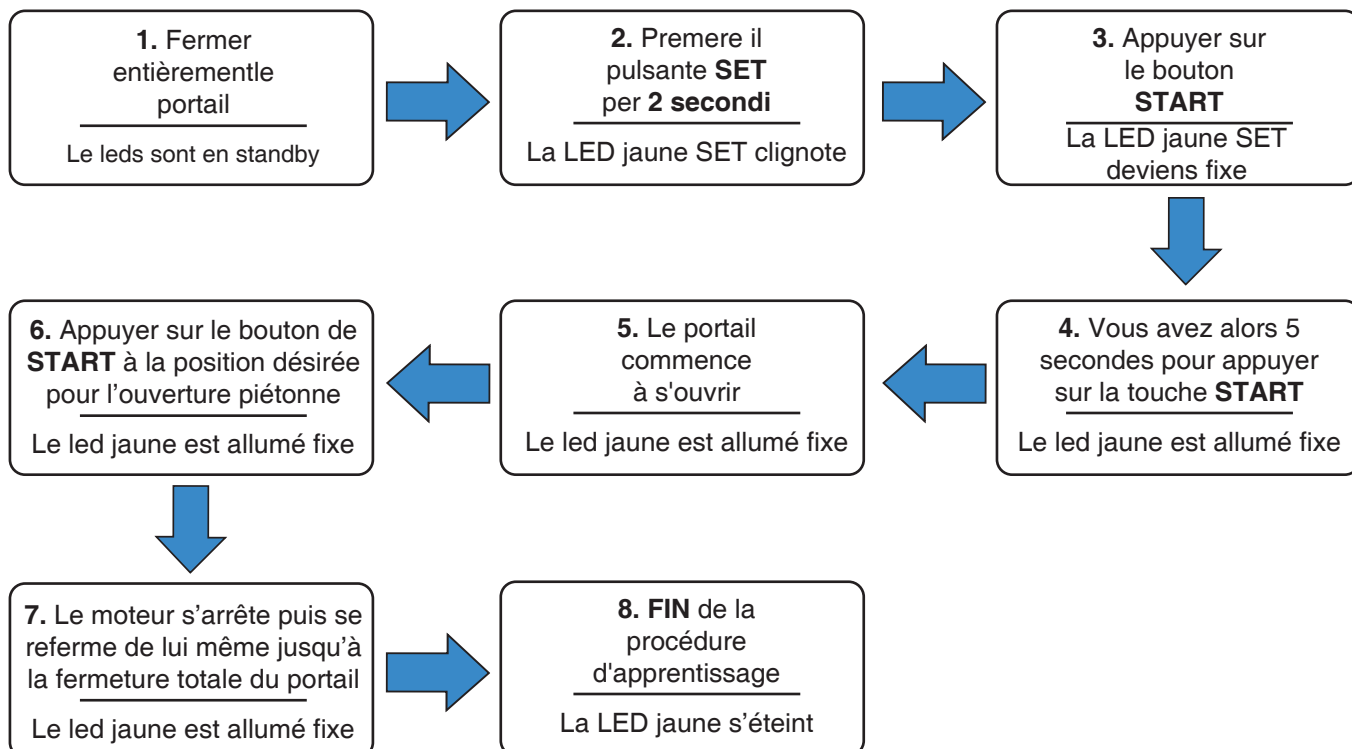 1. Fermer
entièrementle
portail
Le leds sont en standby
2. Premere il
pulsante SET
per 2 secondi
La LED jaune SET clignote
3. Appuyer sur
le bouton
START
La LED jaune SET
deviens fixe
4. Vous avez alors 5
secondes pour appuyer
sur la touche START
Le led jaune est allumé fixe
5. Le portail
commence
à s'ouvrir
Le led jaune est allumé fixe
6. Appuyer sur le bouton de
START à la position désirée
pour l’ouverture piétonne
Le led jaune est allumé fixe
7. Le moteur s’arrête puis se
referme de lui même jusqu’à
la fermeture totale du portail
Le led jaune est allumé fixe
8. FIN de la
procédure
d'apprentissage
La LED jaune s’éteint